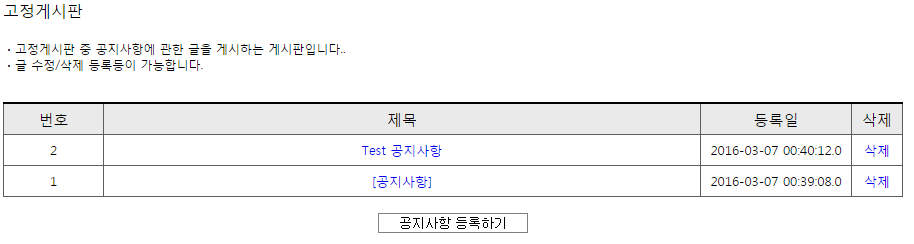 고정게시판
· 고정게시판 중 공지사항에 관한 글을 게시하는 게시판입니다..
· 글 수정/삭제 등록등이 가능합니다.
번호 제목 등록일 삭제
2 Test 공지사항 2016-03-07 00:40:12.0 삭제
1 [공지사항] 2016-03-07 00:39:08.0 삭제
공지사항 등록하기